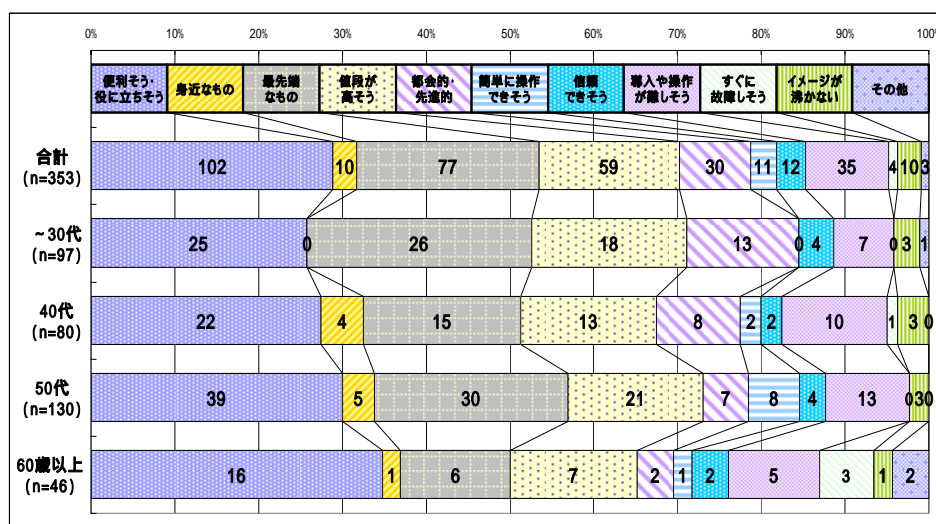 0% 10% 20% 30% 40% 50% 60% 70% 80% 90% 100%
便利そう・ 役に立ちそう
身近なもの
最先端 なもの
値段が 高そう
都会的・ 先進的
簡単に操作 できそう
信頼 できそう
導入や操作 が難しそう
すぐに 故障しそう
イメージが 沸かない
その他
合計
(n=353)
102 10 77 59 30 11 12 35 4 10 3
~30代
(n=97)
25 0 26 18 13 0 4 7 0 3 1
40代
(n=80)
22 4 15 13 8 2 2 10 1 3 0
50代
(n=130)
39 5 30 21 7 8 4 13 0 3 0
60歳以上
(n=46)
16 1 6 7 2 1 2 5 3 1 2